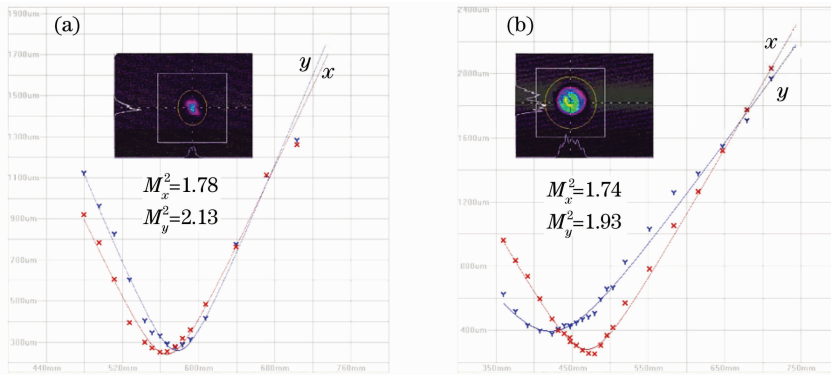 (a)
1900um
1700um
1500um
1300um
1100um
900um
700um
500um
300um
440mm
520mm
600mm
680mm
760mm
y
x
M²x=1.78
M²y=2.13
(b)
2400um
2000um
1600um
1200um
800um
400um
350mm
450mm
550mm
650mm
750mm
x
y
M²x=1.74
M²y=1.93